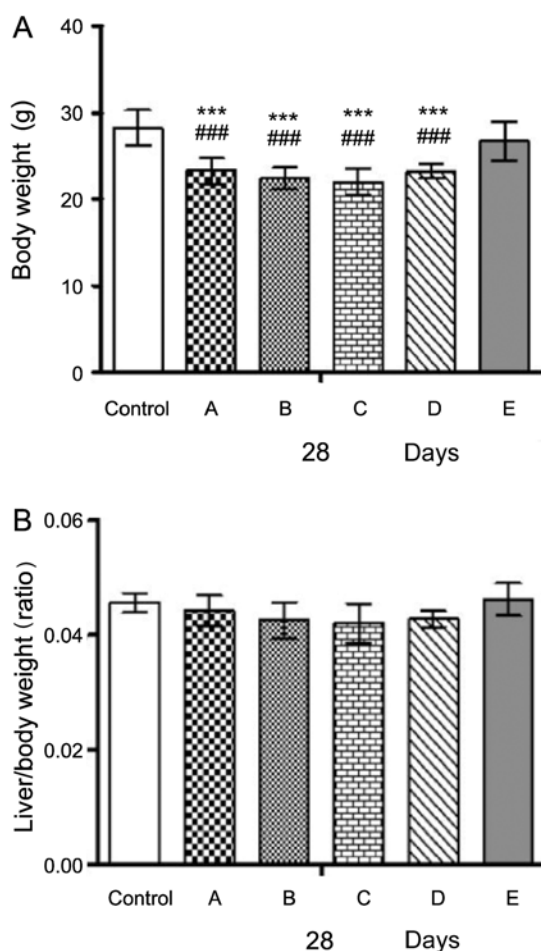 A
Body weight (g)
40
30
20
10
0
***
###
***
###
***
###
***
###
Control A B C D E
28 Days
B
Liver/body weight (ratio)
0.06
0.04
0.02
0.00
Control A B C D E
28 Days